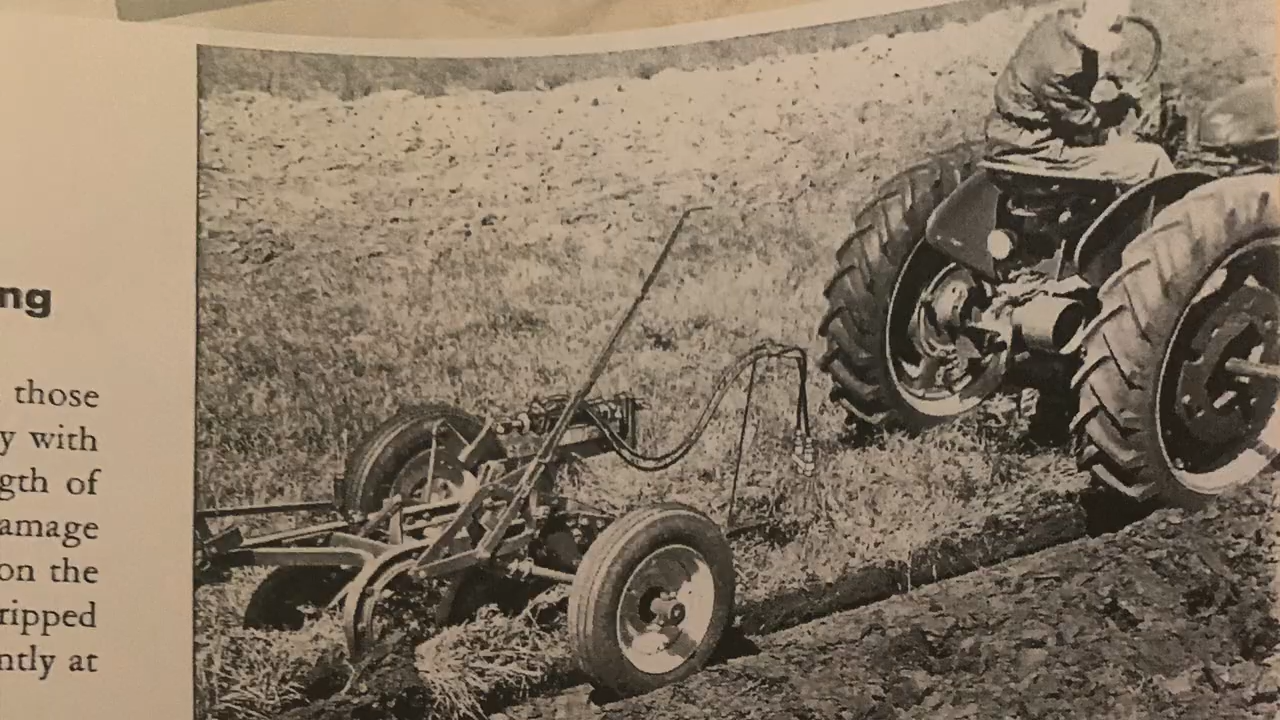 ng
those
y with
gth of
amage
on the
ripped
ntly at